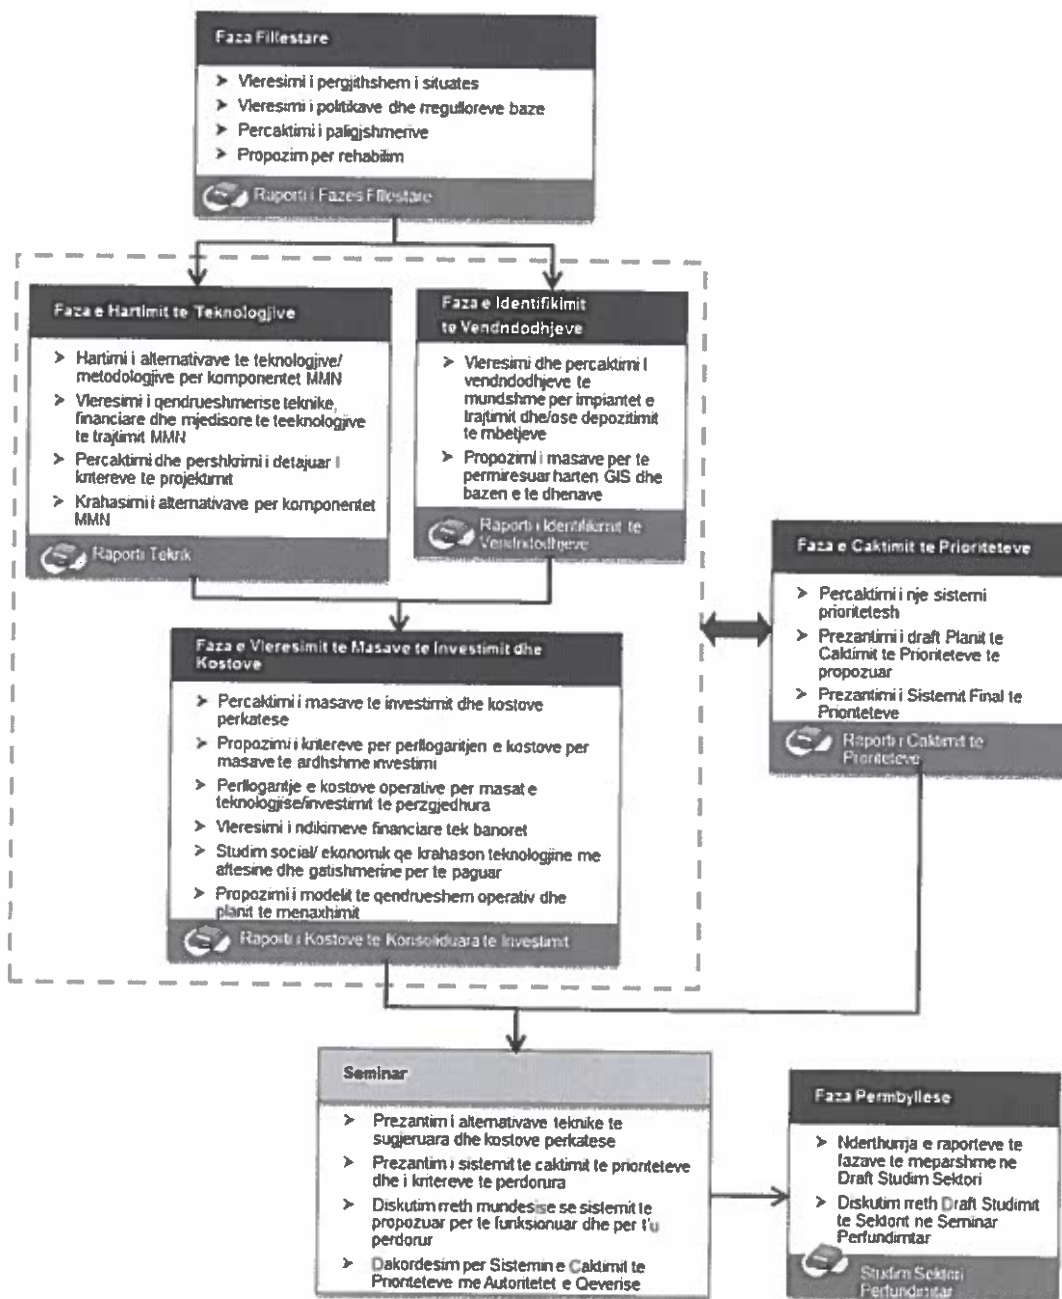 Faza Fillestare
Vleresimi i pergjithshem i situates
Vleresimi i politikave dhe rregulloreve baze
Percaktimi i paligjshmerive
Propozim per rehabilim
Raporti i Fazes Fillestare
Faza e Hartimit te Teknologjive
Hartimi i alternativave te teknologjive/
metodologjive per komponentet MMN
Vleresimi i qendrueshmerise teknike,
financiare dhe mjedisore te teeknologjive
te trajtimit MMN
Percaktimi dhe pershkrimi i detajuar I
kritereve te projektimit
Krahasimi i alternativave per komponentet
MMN
Raporti Teknik
Faza e Identifikimit
te Vendndodhjeve
Vleresimi dhe percaktimi I
vendndodhjeve te
mundshme per impiantet e
trajtimit dhe/ose depozitimit
te mbetjeve
Propozimi i masave per te
permiresuar harten GIS dhe
bazen e te dhenave
Raporti i Identifikimit te
Vendndodhjeve
Faza e Caktimit te Prioriteteve
Percaktimi i nje sistemi
prioritetesh
Prezantimi i draft Planit te
Caktimit te Prioriteteve te
propozuar
Prezantimi i Sistemit Final te
Prioriteteve
Raporti i Caktimit te
Prioriteteve
Faza e Vleresimit te Masave te Investimit dhe
Kostove
Percaktimi i masave te investimit dhe kostove
perkatese
Propozimi i kritereve per perllogaritjen e kostove per
masave te ardhshme investimi
Perllogaritje e kostove operative per masat e
teknologjise/investimit te perzgjedhura
Vleresimi i ndikimeve financiare tek banoret
Studim social/ ekonomik qe krahason teknologjine me
aftesine dhe gatishmerine per te paguar
Propozimi i modelit te qendrueshem operativ dhe
planit te menaxhimit
Raporti i Kostove te Konsoliduara te Investimit
Seminar
Prezantim i alternativave teknike te
sugjeruara dhe kostove perkatese
Prezantim i sistemit te caktimit te prioriteteve
dhe i kritereve te perdorura
Diskutim rreth mundesise se sistemit te
propozuar per te funksionuar dhe per t'u
perdorur
Dakordesim per Sistemin e Caktimit te
Prioriteteve me Autoritetet e Qeverise
Faza Permbyllese
Nderthurrja e raporteve te
fazave te meparshme ne
Draft Studim Sektori
Diskutim rreth Draft Studimit
te Sektorit ne Seminar
Perfundimtar
Studim Sektori
Perfundimtar